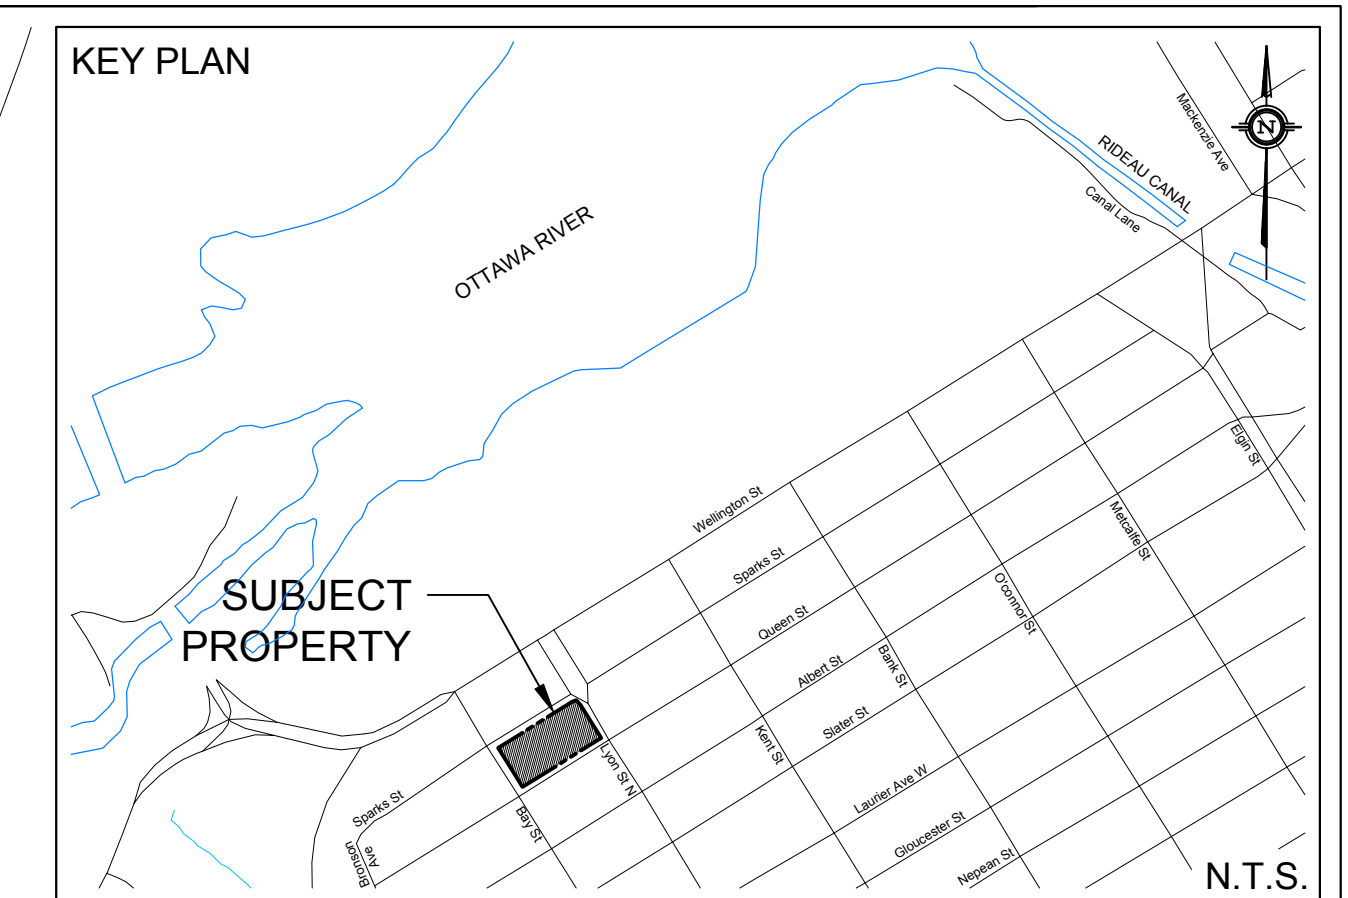 KEY PLAN
N
Mackenzie Ave
RIDEAU CANAL
Canal Lane
OTTAWA RIVER
Elgin St
Wellington St
Metcalfe St
Sparks St
O'connor St
Queen St
SUBJECT
PROPERTY
Albert St
Bank St
Slater St
Kent St
Lyon St N
Laurier Ave W
Sparks St
Bay St
Gloucester St
Bronson
Ave
Nepean St
N.T.S.